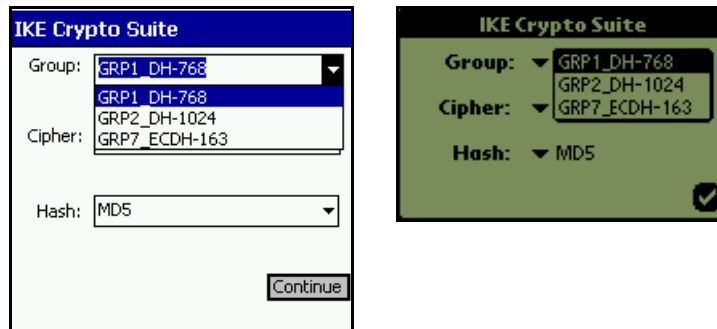 IKE Crypto Suite
Group: GRP1_DH-768
GRP1_DH-768
GRP2_DH-1024
GRP7_ECDH-163
Cipher:
Hash: MD5
Continue
IKE Crypto Suite
Group: GRP1_DH-768
GRP2_DH-1024
Cipher: GRP7_ECDH-163
Hash: MD5